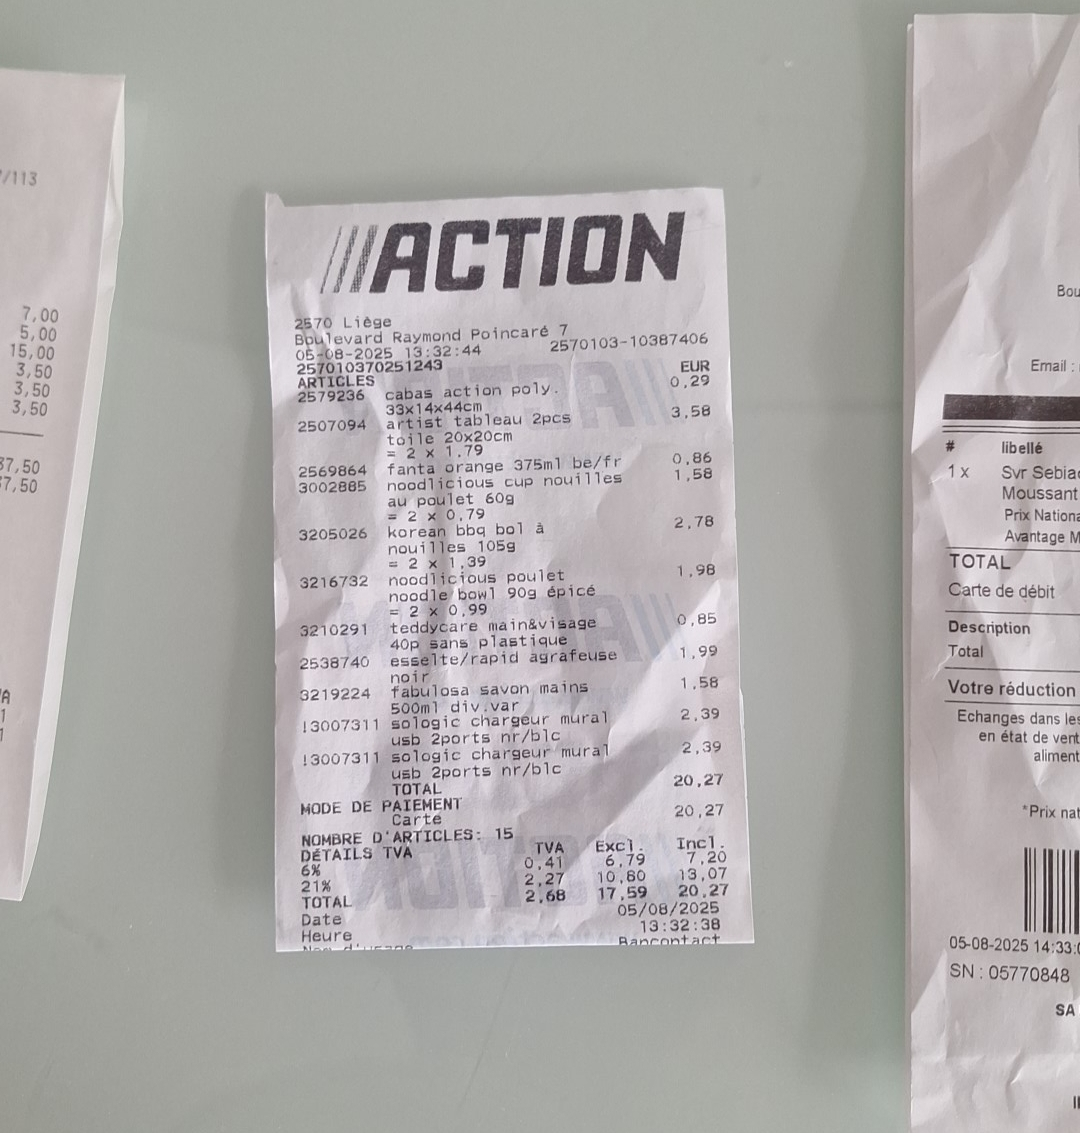 7/113
7,00
5,00
15,00
3,50
3,50
3,50
37,50
37,50
ACTION
2570 Liège
Boulevard Raymond Poincaré 7
05-08-2025 13:32:44 2570103-10387406
257010370251243 EUR
ARTICLES
2579236 cabas action poly. 0,29
33x14x44cm
2507094 artist tableau 2pcs 3,58
toile 20x20cm
= 2 x 1,79
2569864 fanta orange 375ml be/fr 0,86
3002885 noodlicious cup nouilles 1,58
au poulet 60g
= 2 x 0,79
3205026 korean bbq bol à 2,78
nouilles 105g
= 2 x 1,39
3216732 noodlicious poulet 1,98
noodle bowl 90g épicé
= 2 x 0,99
3210291 teddycare main&visage 0,85
40p sans plastique
2538740 esselte/rapid agrafeuse 1,99
noir
3219224 fabulosa savon mains 1,58
500ml div.var
!3007311 sologic chargeur mural 2,39
usb 2ports nr/blc
!3007311 sologic chargeur mural 2,39
usb 2ports nr/blc
TOTAL 20,27
MODE DE PAIEMENT
Carte 20,27
NOMBRE D'ARTICLES: 15
DÉTAILS TVA TVA Excl. Incl.
6% 0,41 6,79 7,20
21% 2,27 10,80 13,07
TOTAL 2,68 17,59 20,27
Date 05/08/2025
Heure 13:32:38
Bancontact
Bou
Email :
# libellé
1 x Svr Sebiac
Moussant
Prix Nationa
Avantage M
TOTAL
Carte de débit
Description
Total
Votre réduction
Echanges dans les
en état de vent
aliment
*Prix nat
05-08-2025 14:33:0
SN : 05770848
SA